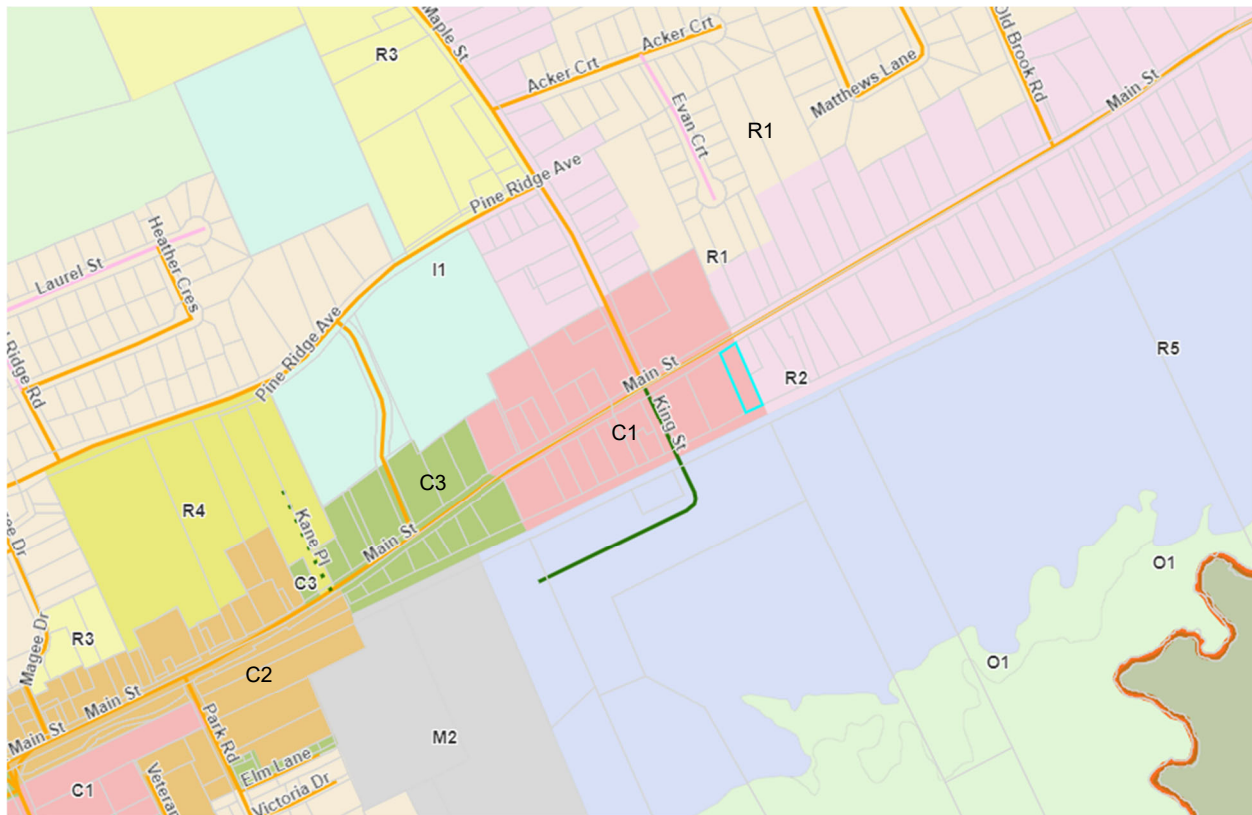 Maple St
R3
Acker Crt
Acker Crt
Old Brook Rd
Matthews Lane
Main St
Evan Crt
R1
Pine Ridge Ave
Heather Cres
Laurel St
I1
R1
Pine Ridge Ave
Ridge Rd
Main St
R5
R2
King St
C1
C3
R4
Main St
Kane Pl
C3
O1
Magee Dr
R3
O1
C2
Main St
Park Rd
M2
Main St
Elm Lane
C1
Victoria Dr